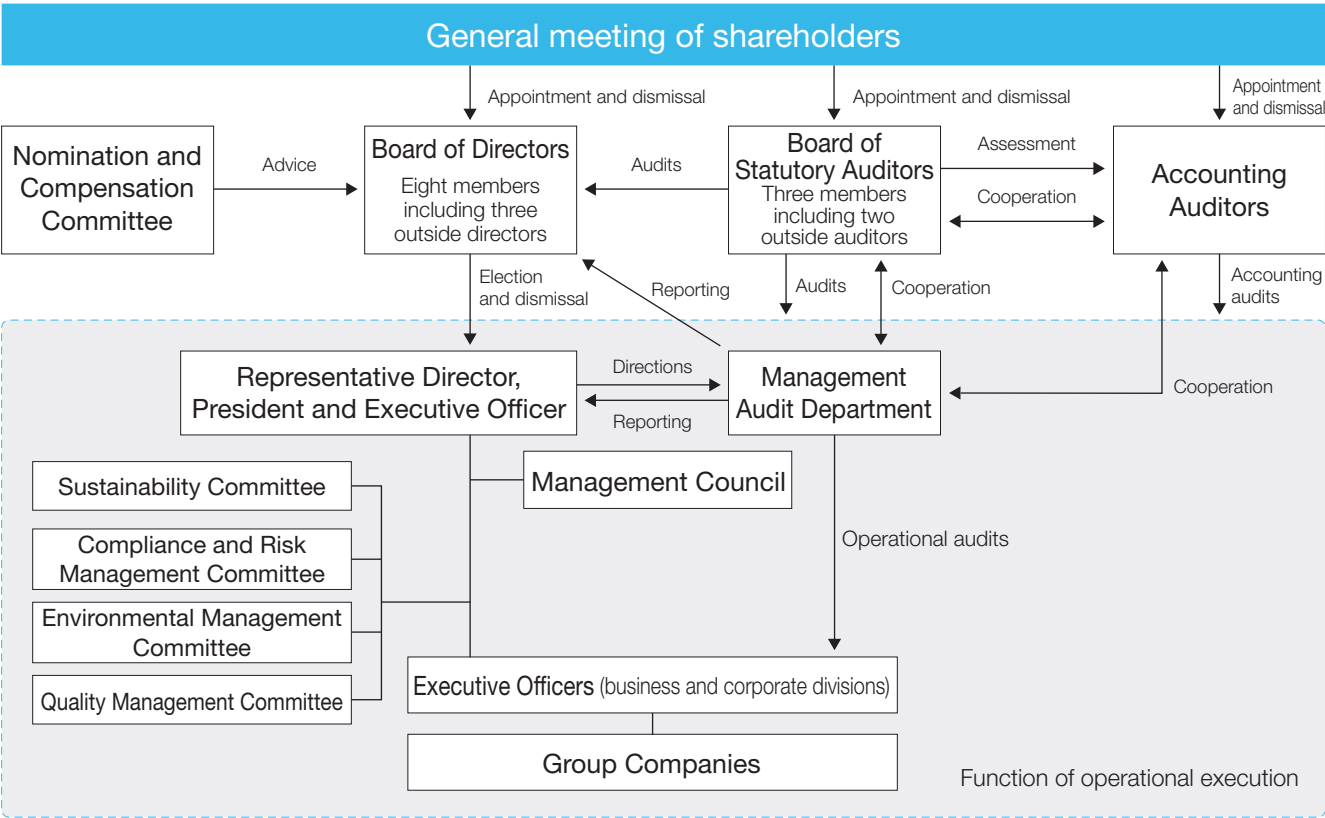 General meeting of shareholders
Appointment and dismissal
Appointment and dismissal
Appointment
and dismissal
Nomination and
Compensation
Committee
Advice
Board of Directors
Eight members
including three
outside directors
Audits
Board of
Statutory Auditors
Three members
including two
outside auditors
Assessment
Cooperation
Accounting
Auditors
Election
and dismissal
Reporting
Audits
Cooperation
Accounting
audits
Representative Director,
President and Executive Officer
Directions
Reporting
Management
Audit Department
Cooperation
Sustainability Committee
Management Council
Compliance and Risk
Management Committee
Operational audits
Environmental Management
Committee
Quality Management Committee
Executive Officers (business and corporate divisions)
Group Companies
Function of operational execution